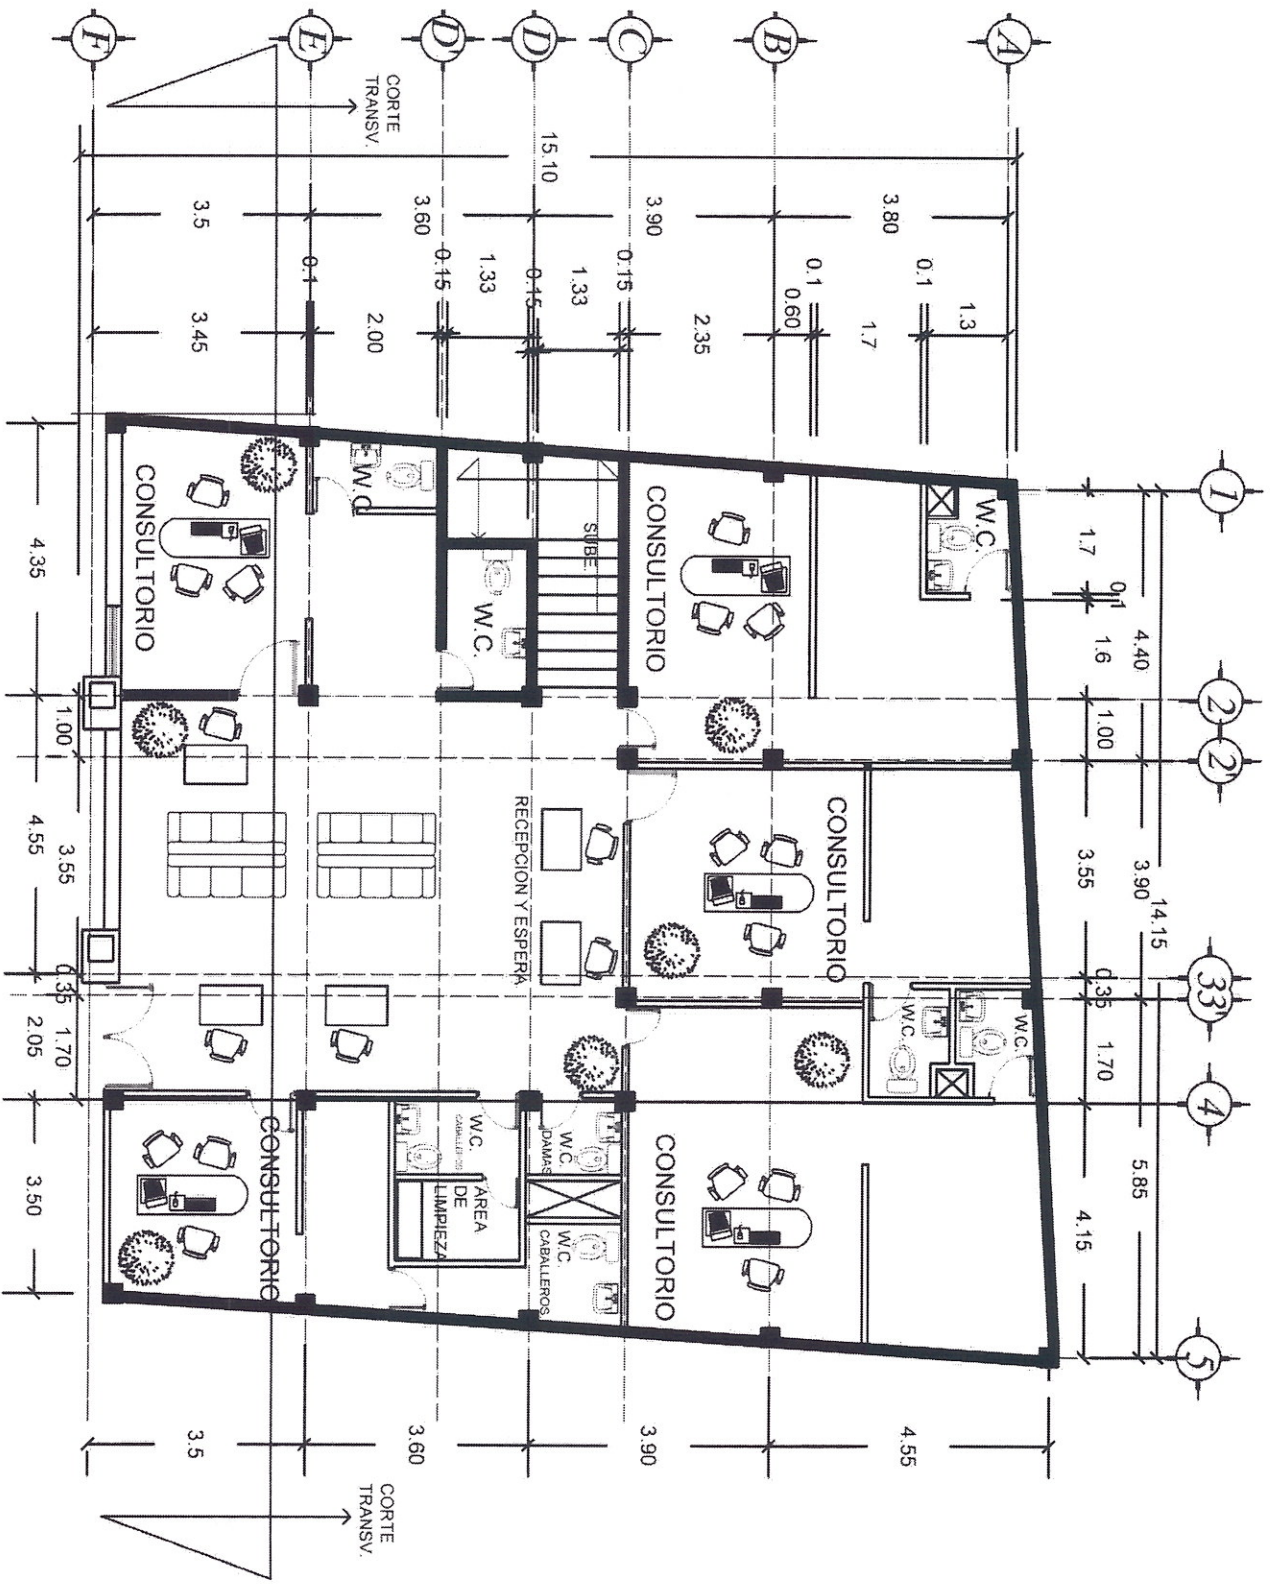 F
E
D'
D
C
B
A
CORTE
TRANSV.
15.10
3.5
3.60
3.90
3.80
3.45
0.1
2.00
0.15
1.33
0.15
1.33
0.15
2.35
0.60
0.1
1.7
0.1
1.3
1
2
2'
3
3'
4
5
1.7
0.1
1.6
1.00
3.55
0.35
1.70
4.15
4.40
3.90
5.85
14.15
W.C.
CONSULTORIO
SUBE
W.C.
W.C
CONSULTORIO
CONSULTORIO
RECEPCION Y ESPERA
W.C.
W.C.
CONSULTORIO
W.C.
DAMAS
W.C.
CABALLEROS
W.C.
CABALLEROS
AREA
DE
LIMPIEZA
CONSULTORIO
4.35
1.00
3.55
4.55
0.35
1.70
2.05
3.50
3.5
3.60
3.90
4.55
CORTE
TRANSV.